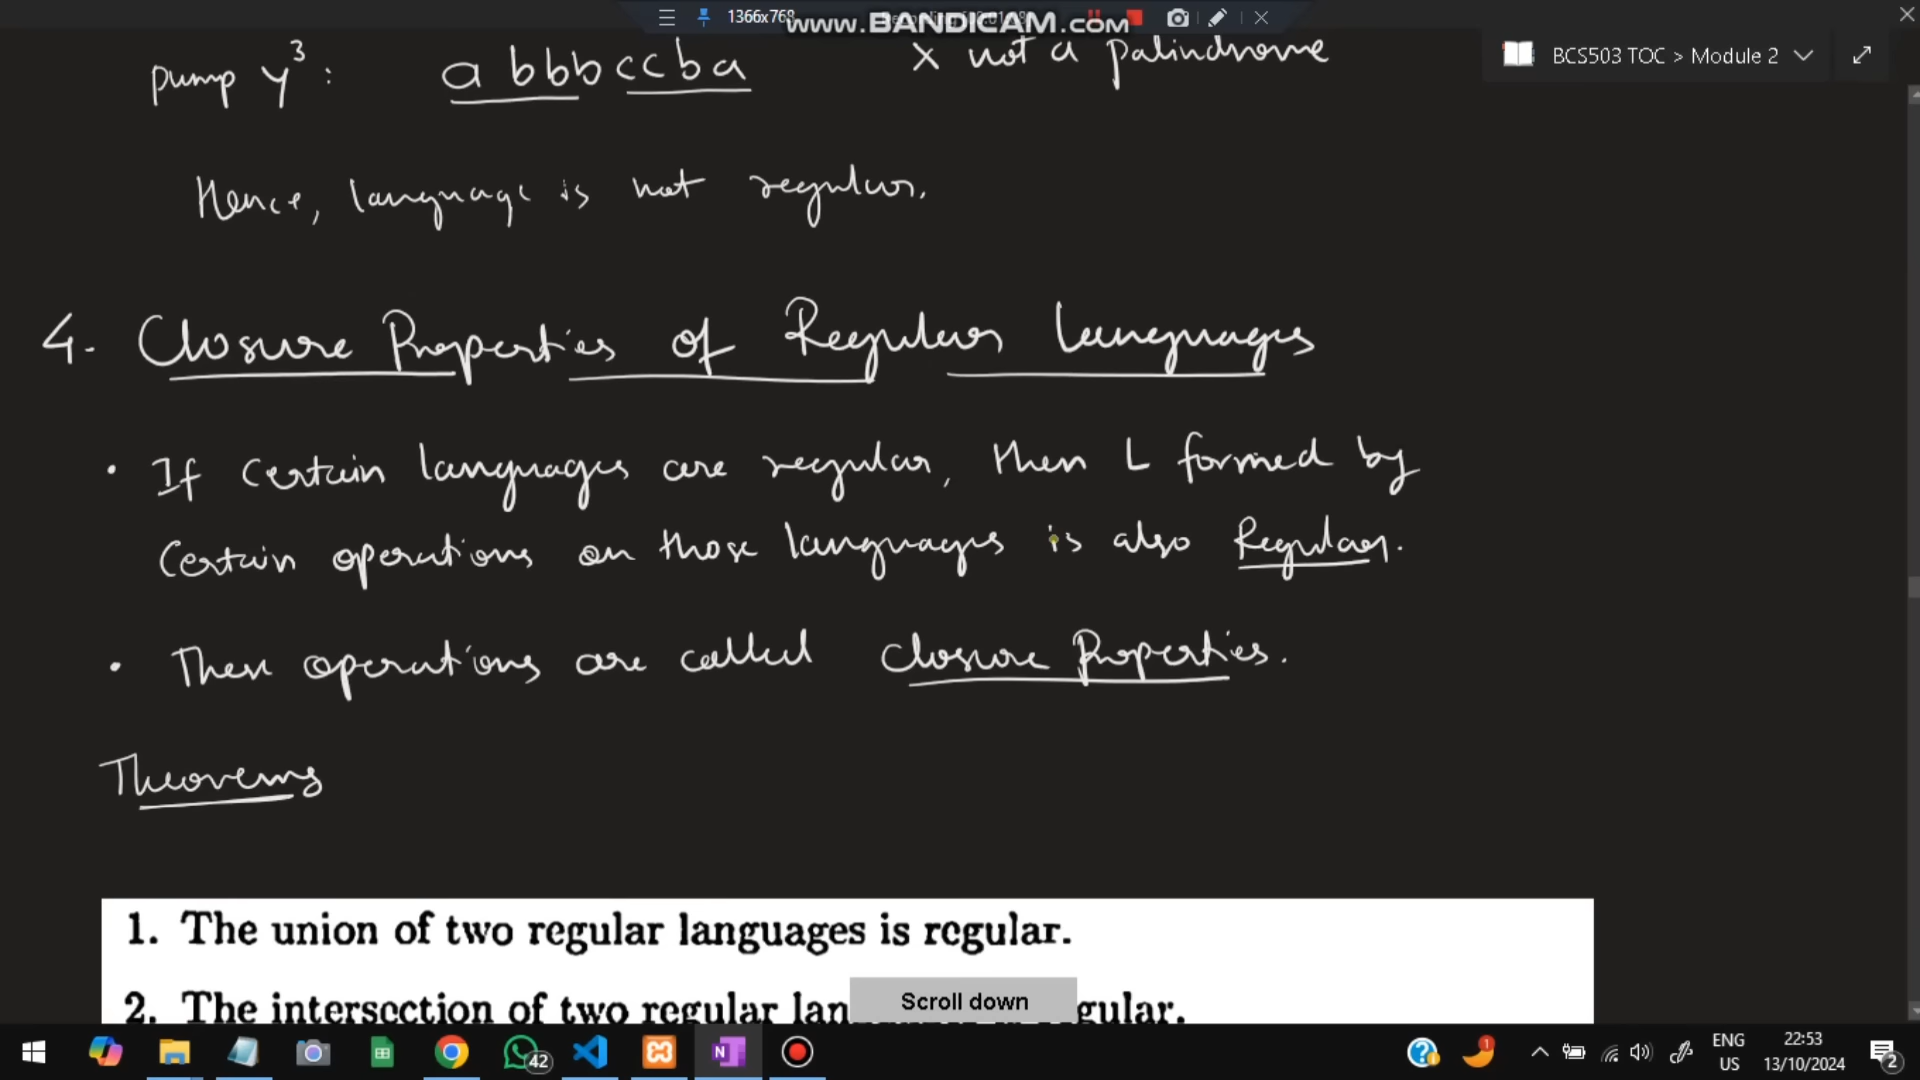 1366x768
www.BANDICAM.com
BCS503 TOC > Module 2
pump y³ : a bbb ccba x not a palindrome
Hence, language is not regular.
4. Closure Properties of Regular Languages
• If certain languages are regular, then L formed by
certain operations on those languages is also Regular.
• These operations are called Closure Properties.
Theorems
1. The union of two regular languages is regular.
2. The intersection of two regular lan gular.
Scroll down
42
ENG
US
22:53
13/10/2024
2